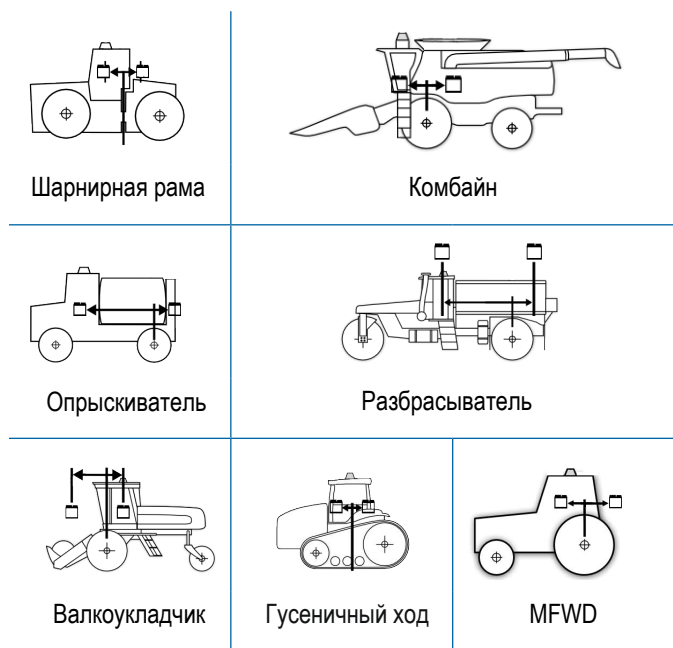 Шарнирная рама
Комбайн
Опрыскиватель
Разбрасыватель
Валкоукладчик
Гусеничный ход
MFWD